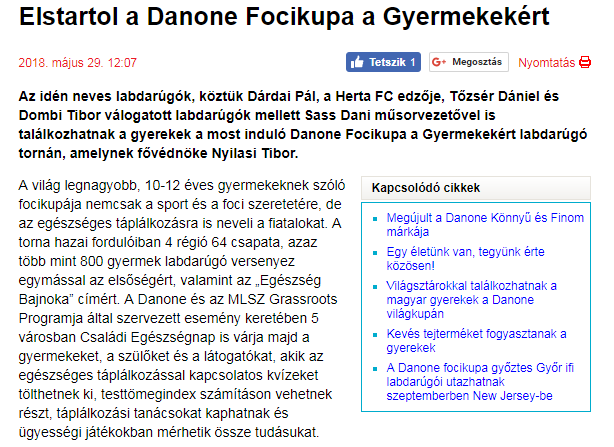 Elstartol a Danone Focikupa a Gyermekekért
2018. május 29. 12:07
Tetszik 1
G+ Megosztás
Nyomtatás
Az idén neves labdarúgók, köztük Dárdai Pál, a Herta FC edzője, Tőzsér Dániel és
Dombi Tibor válogatott labdarúgók mellett Sass Dani műsorvezetővel is
találkozhatnak a gyerekek a most induló Danone Focikupa a Gyermekekért labdarúgó
tornán, amelynek fővédnöke Nyilasi Tibor.
A világ legnagyobb, 10-12 éves gyermekeknek szóló
focikupája nemcsak a sport és a foci szeretetére, de
az egészséges táplálkozásra is neveli a fiatalokat. A
torna hazai fordulóiban 4 régió 64 csapata, azaz
több mint 800 gyermek labdarúgó versenyez
egymással az elsőségért, valamint az „Egészség
Bajnoka” címért. A Danone és az MLSZ Grassroots
Programja által szervezett esemény keretében 5
városban Családi Egészségnap is várja majd a
gyermekeket, a szülőket és a látogatókat, akik az
egészséges táplálkozással kapcsolatos kvízeket
tölthetnek ki, testtömegindex számításon vehetnek
részt, táplálkozási tanácsokat kaphatnak és
ügyességi játékokban mérhetik össze tudásukat.
Kapcsolódó cikkek
Megújult a Danone Könnyű és Finom
márkája
Egy életünk van, tegyünk érte
közösen!
Világsztárokkal találkozhatnak a
magyar gyerekek a Danone
világkupán
Kevés tejterméket fogyasztanak a
gyerekek
A Danone focikupa győztes Győr ifi
labdarúgói utazhatnak
szeptemberben New Jersey-be